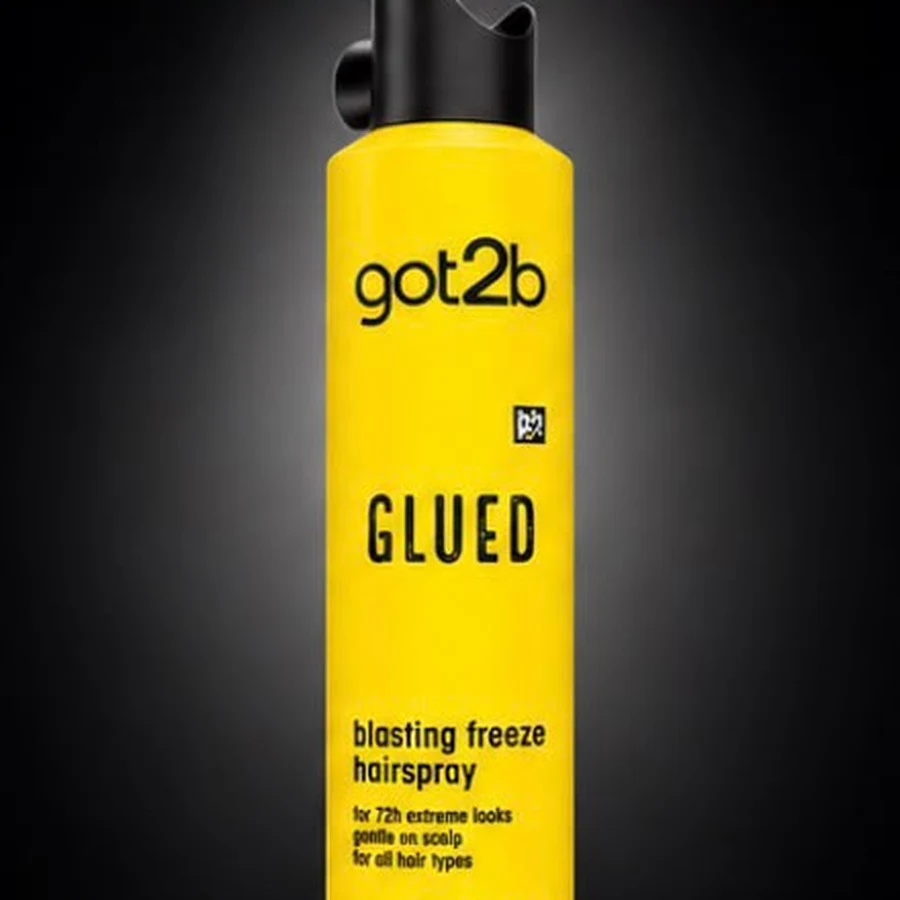 got2b
GLUED
blasting freeze
hairspray
for 72h extreme looks
gentle on scalp
for all hair types